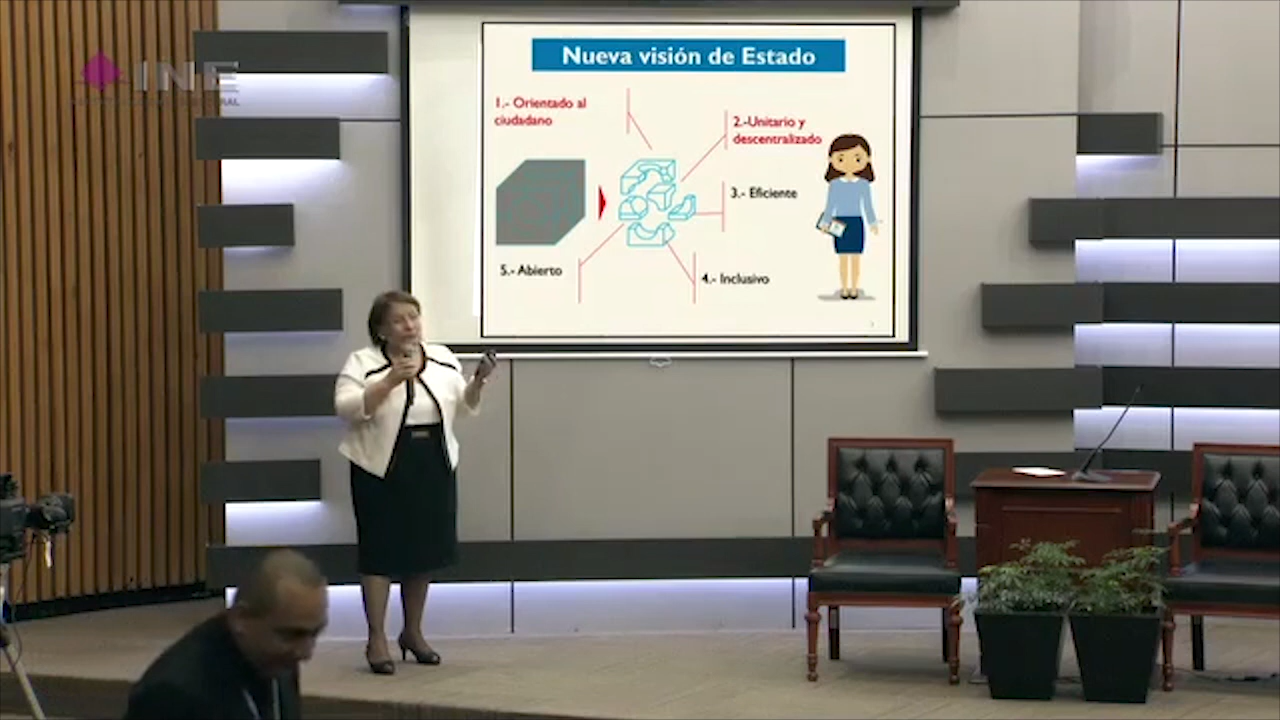 INE
Nueva visión de Estado
1.- Orientado al
ciudadano
2.-Unitario y
descentralizado
3.- Eficiente
5.- Abierto
4.- Inclusivo